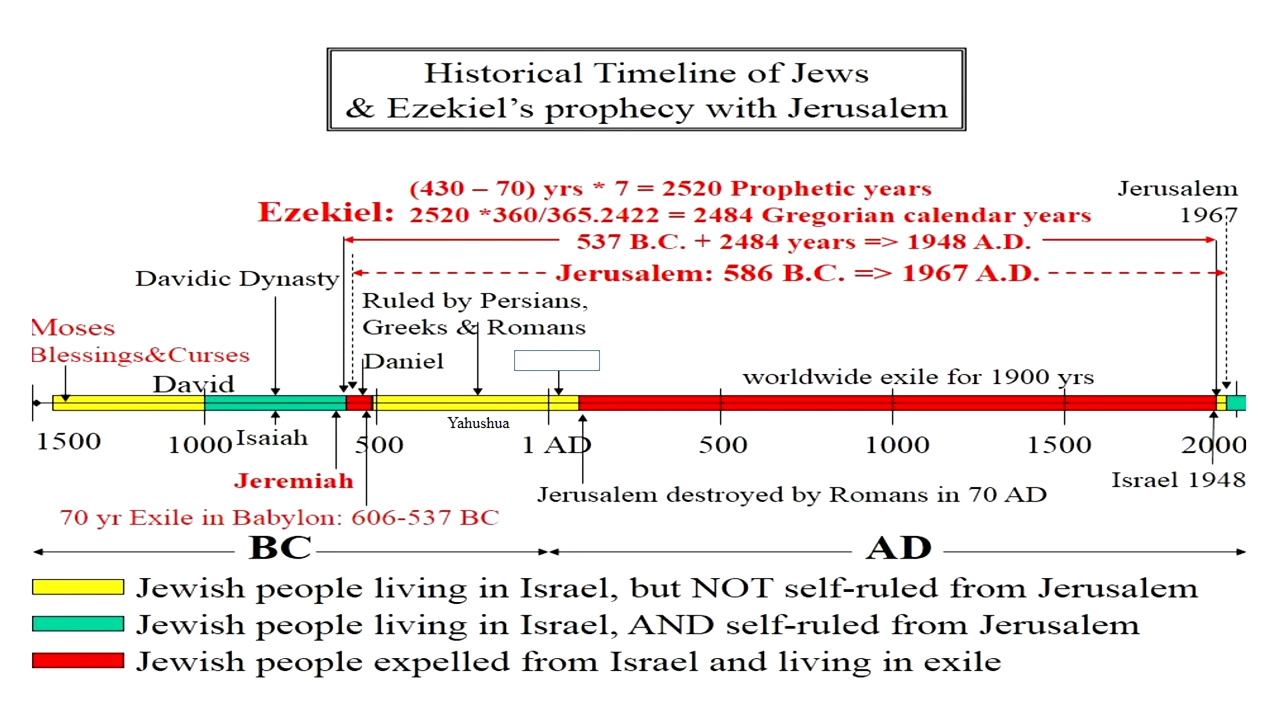 Historical Timeline of Jews
& Ezekiel's prophecy with Jerusalem
(430 – 70) yrs * 7 = 2520 Prophetic years
Ezekiel: 2520 *360/365.2422 = 2484 Gregorian calendar years
537 B.C. + 2484 years => 1948 A.D.
Jerusalem: 586 B.C. => 1967 A.D.
Jerusalem
1967
Davidic Dynasty
Ruled by Persians,
Greeks & Romans
Moses
Blessings&Curses
David
Daniel
worldwide exile for 1900 yrs
Yahushua
1500 1000 Isaiah 500 1 AD 500 1000 1500 2000
Jeremiah
Israel 1948
Jerusalem destroyed by Romans in 70 AD
70 yr Exile in Babylon: 606-537 BC
BC AD
Jewish people living in Israel, but NOT self-ruled from Jerusalem
Jewish people living in Israel, AND self-ruled from Jerusalem
Jewish people expelled from Israel and living in exile